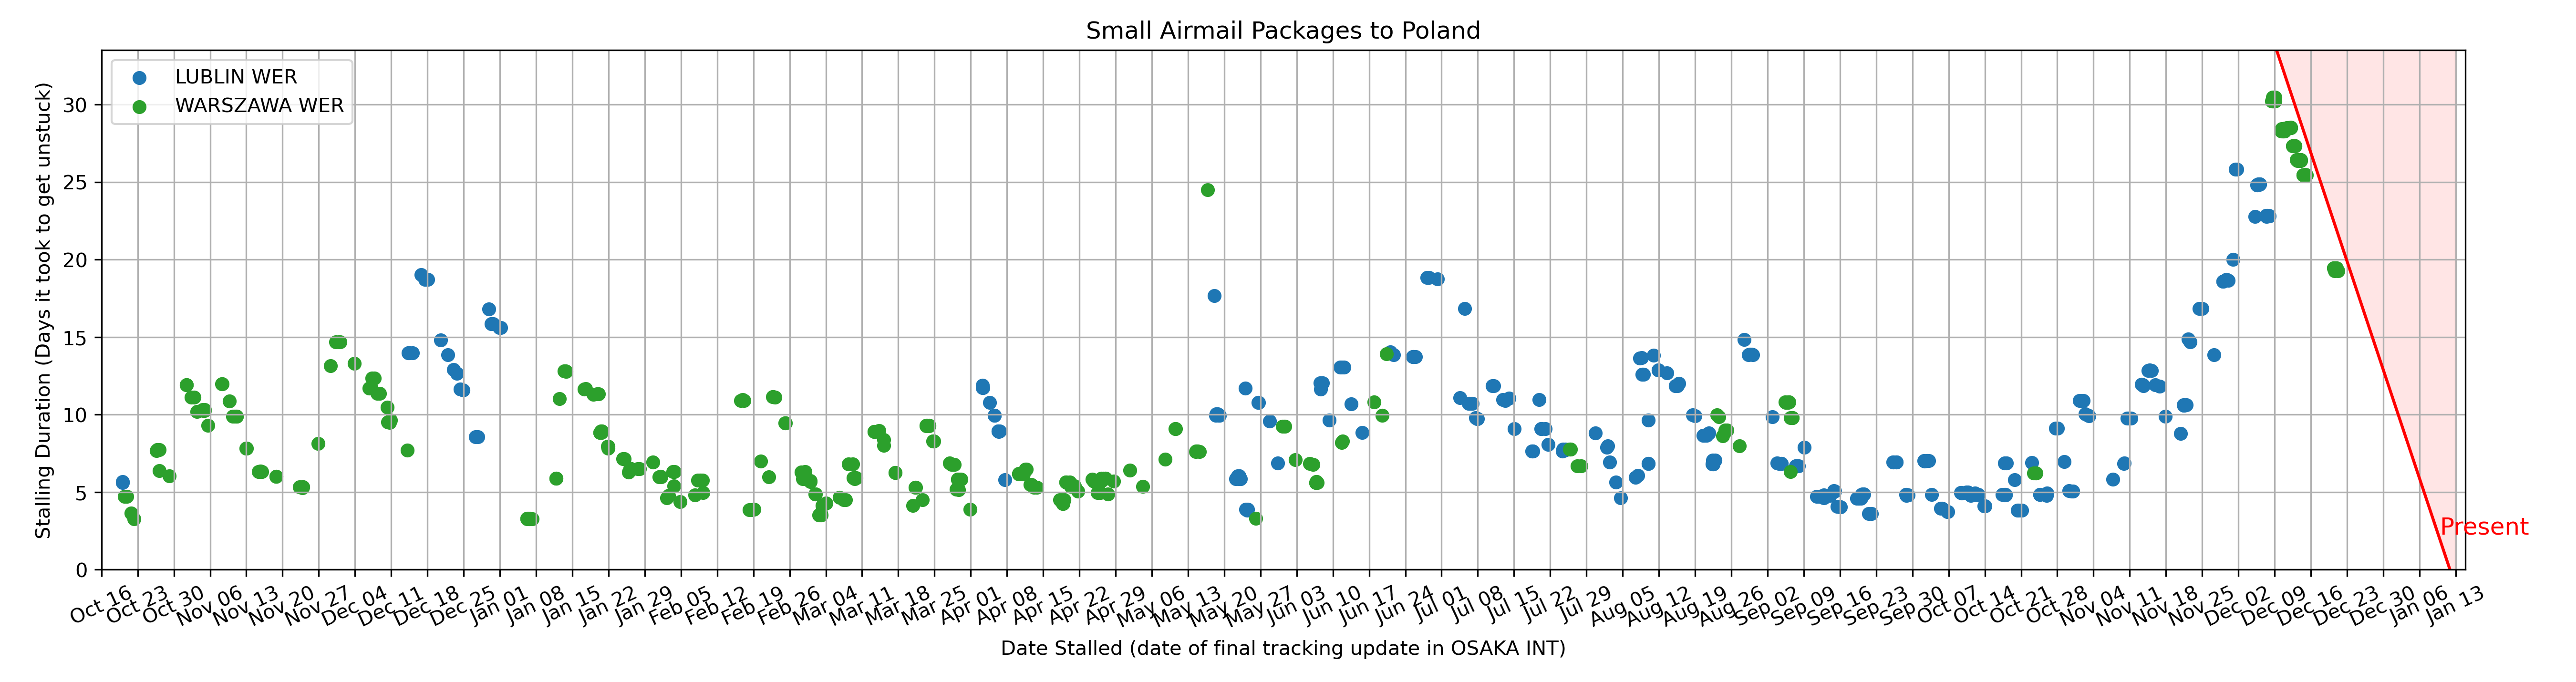 Small Airmail Packages to Poland
LUBLIN WER
WARSZAWA WER
Stalling Duration (Days it took to get unstuck)
30
25
20
15
10
5
0
Present
Oct 16
Oct 23
Oct 30
Nov 06
Nov 13
Nov 20
Nov 27
Dec 04
Dec 11
Dec 18
Dec 25
Jan 01
Jan 08
Jan 15
Jan 22
Jan 29
Feb 05
Feb 12
Feb 19
Feb 26
Mar 04
Mar 11
Mar 18
Mar 25
Apr 01
Apr 08
Apr 15
Apr 22
Apr 29
May 06
May 13
May 20
May 27
Jun 03
Jun 10
Jun 17
Jun 24
Jul 01
Jul 08
Jul 15
Jul 22
Jul 29
Aug 05
Aug 12
Aug 19
Aug 26
Sep 02
Sep 09
Sep 16
Sep 23
Sep 30
Oct 07
Oct 14
Oct 21
Oct 28
Nov 04
Nov 11
Nov 18
Nov 25
Dec 02
Dec 09
Dec 16
Dec 23
Dec 30
Jan 06
Jan 13
Date Stalled (date of final tracking update in OSAKA INT)